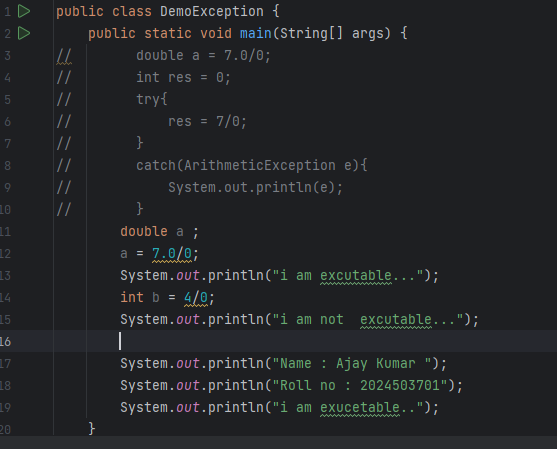 1 public class DemoException {
2 public static void main(String[] args) {
3 // double a = 7.0/0;
4 // int res = 0;
5 // try{
6 // res = 7/0;
7 // }
8 // catch(ArithmeticException e){
9 // System.out.println(e);
10 // }
11 double a ;
12 a = 7.0/0;
13 System.out.println("i am excutable...");
14 int b = 4/0;
15 System.out.println("i am not  excutable...");
16
17 System.out.println("Name : Ajay Kumar ");
18 System.out.println("Roll no : 2024503701");
19 System.out.println("i am exucetable..");
20 }